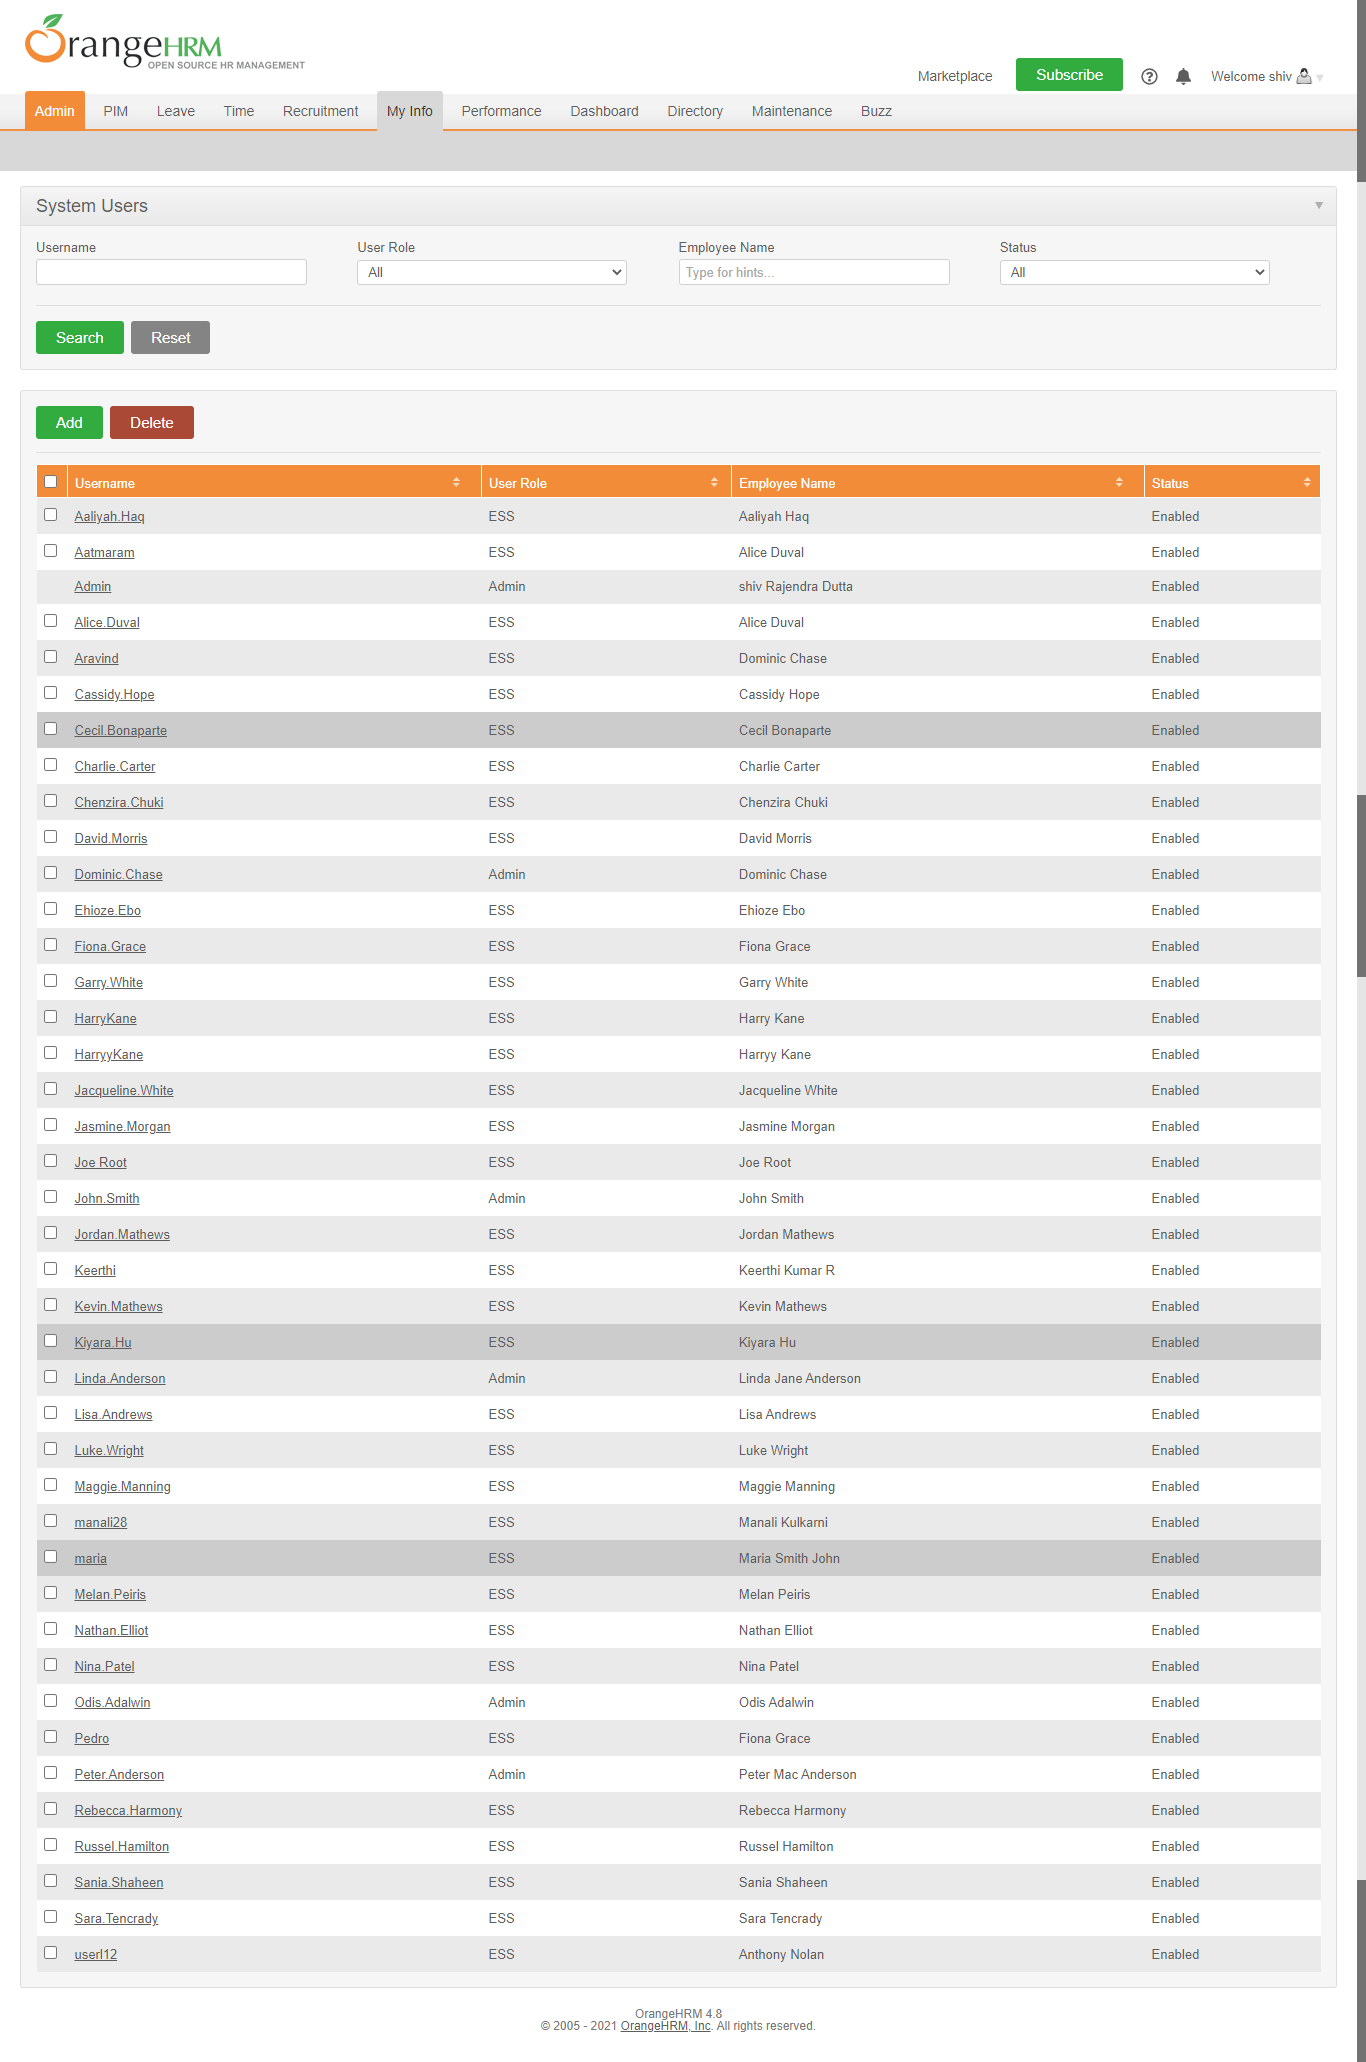 OrangeHRM
OPEN SOURCE HR MANAGEMENT
Marketplace Subscribe Welcome shiv
Admin PIM Leave Time Recruitment My Info Performance Dashboard Directory Maintenance Buzz
System Users
Username User Role Employee Name Status
All Type for hints... All
Search Reset
Add Delete
Username User Role Employee Name Status
Aaliyah.Haq ESS Aaliyah Haq Enabled
Aatmaram ESS Alice Duval Enabled
Admin Admin shiv Rajendra Dutta Enabled
Alice.Duval ESS Alice Duval Enabled
Aravind ESS Dominic Chase Enabled
Cassidy.Hope ESS Cassidy Hope Enabled
Cecil.Bonaparte ESS Cecil Bonaparte Enabled
Charlie.Carter ESS Charlie Carter Enabled
Chenzira.Chuki ESS Chenzira Chuki Enabled
David.Morris ESS David Morris Enabled
Dominic.Chase Admin Dominic Chase Enabled
Ehioze.Ebo ESS Ehioze Ebo Enabled
Fiona.Grace ESS Fiona Grace Enabled
Garry.White ESS Garry White Enabled
HarryKane ESS Harry Kane Enabled
HarryyKane ESS Harryy Kane Enabled
Jacqueline.White ESS Jacqueline White Enabled
Jasmine.Morgan ESS Jasmine Morgan Enabled
Joe Root ESS Joe Root Enabled
John.Smith Admin John Smith Enabled
Jordan.Mathews ESS Jordan Mathews Enabled
Keerthi ESS Keerthi Kumar R Enabled
Kevin.Mathews ESS Kevin Mathews Enabled
Kiyara.Hu ESS Kiyara Hu Enabled
Linda.Anderson Admin Linda Jane Anderson Enabled
Lisa.Andrews ESS Lisa Andrews Enabled
Luke.Wright ESS Luke Wright Enabled
Maggie.Manning ESS Maggie Manning Enabled
manali28 ESS Manali Kulkarni Enabled
maria ESS Maria Smith John Enabled
Melan.Peiris ESS Melan Peiris Enabled
Nathan.Elliot ESS Nathan Elliot Enabled
Nina.Patel ESS Nina Patel Enabled
Odis.Adalwin Admin Odis Adalwin Enabled
Pedro ESS Fiona Grace Enabled
Peter.Anderson Admin Peter Mac Anderson Enabled
Rebecca.Harmony ESS Rebecca Harmony Enabled
Russel.Hamilton ESS Russel Hamilton Enabled
Sania.Shaheen ESS Sania Shaheen Enabled
Sara.Tencrady ESS Sara Tencrady Enabled
userl12 ESS Anthony Nolan Enabled
OrangeHRM 4.8
© 2005 - 2021 OrangeHRM, Inc. All rights reserved.